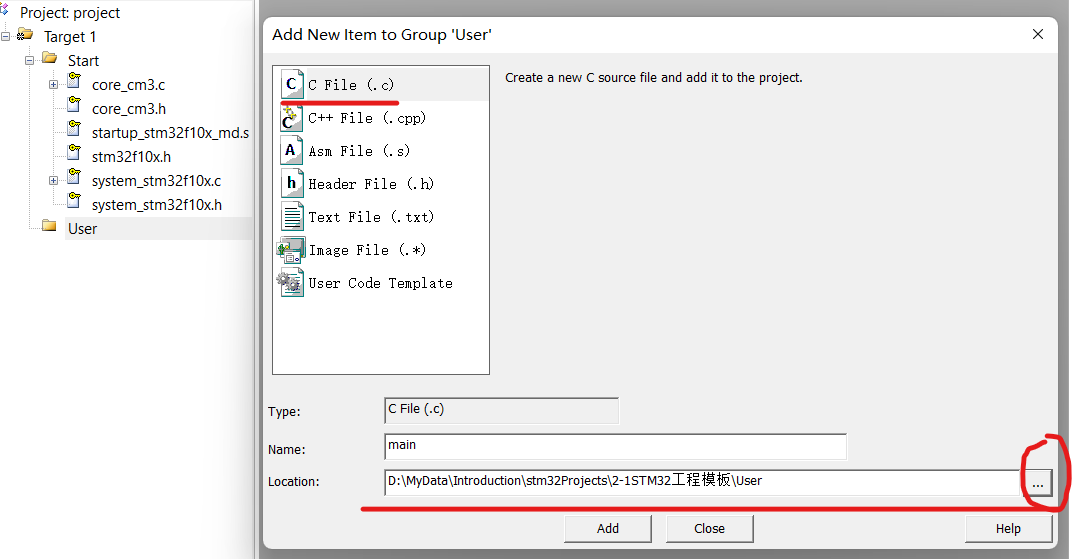 Project: project
Target 1
Start
core_cm3.c
core_cm3.h
startup_stm32f10x_md.s
stm32f10x.h
system_stm32f10x.c
system_stm32f10x.h
User
Add New Item to Group 'User'
C File (.c)
C++ File (.cpp)
Asm File (.s)
Header File (.h)
Text File (.txt)
Image File (.*)
User Code Template
Create a new C source file and add it to the project.
Type: C File (.c)
Name: main
Location: D:\MyData\Introduction\stm32Projects\2-1STM32工程模板\User ...
Add Close Help